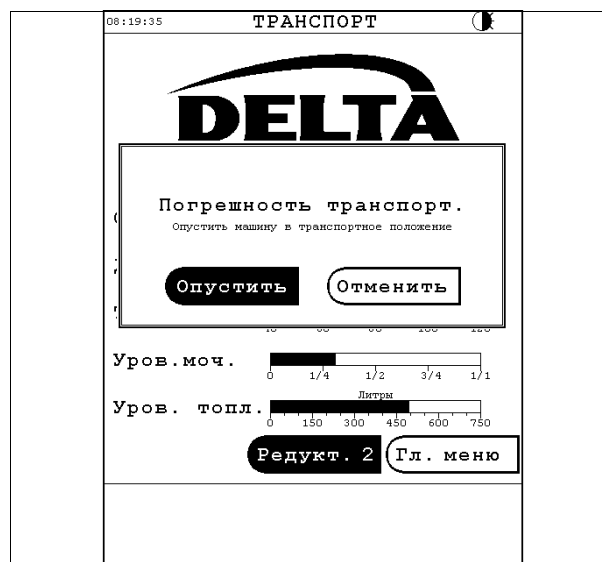 08:19:35 ТРАНСПОРТ
DELTA
Погрешность транспорт.
Опустить машину в транспортное положение
Опустить Отменить
Уров.моч.
0 1/4 1/2 3/4 1/1
Литры
Уров. топл.
0 150 300 450 600 750
Редукт. 2 Гл. меню